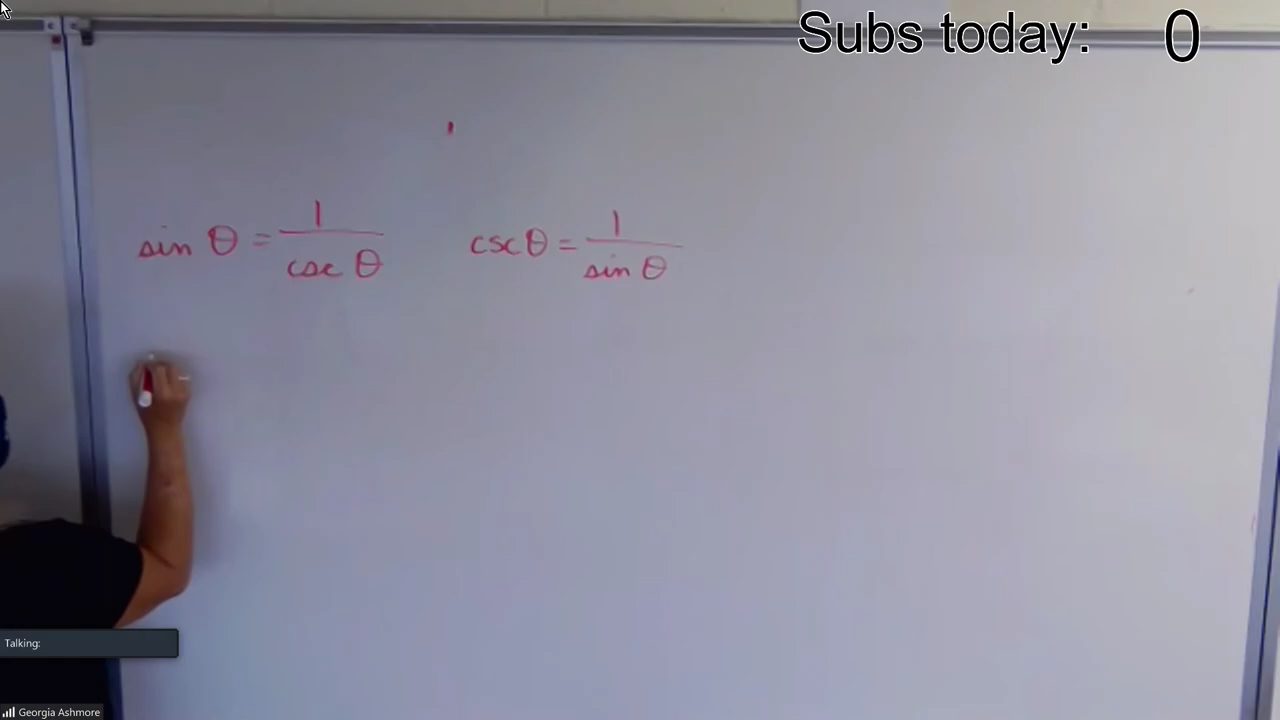 Subs today: 0
sin θ = 1/csc θ
csc θ = 1/sin θ
Talking:
Georgia Ashmore